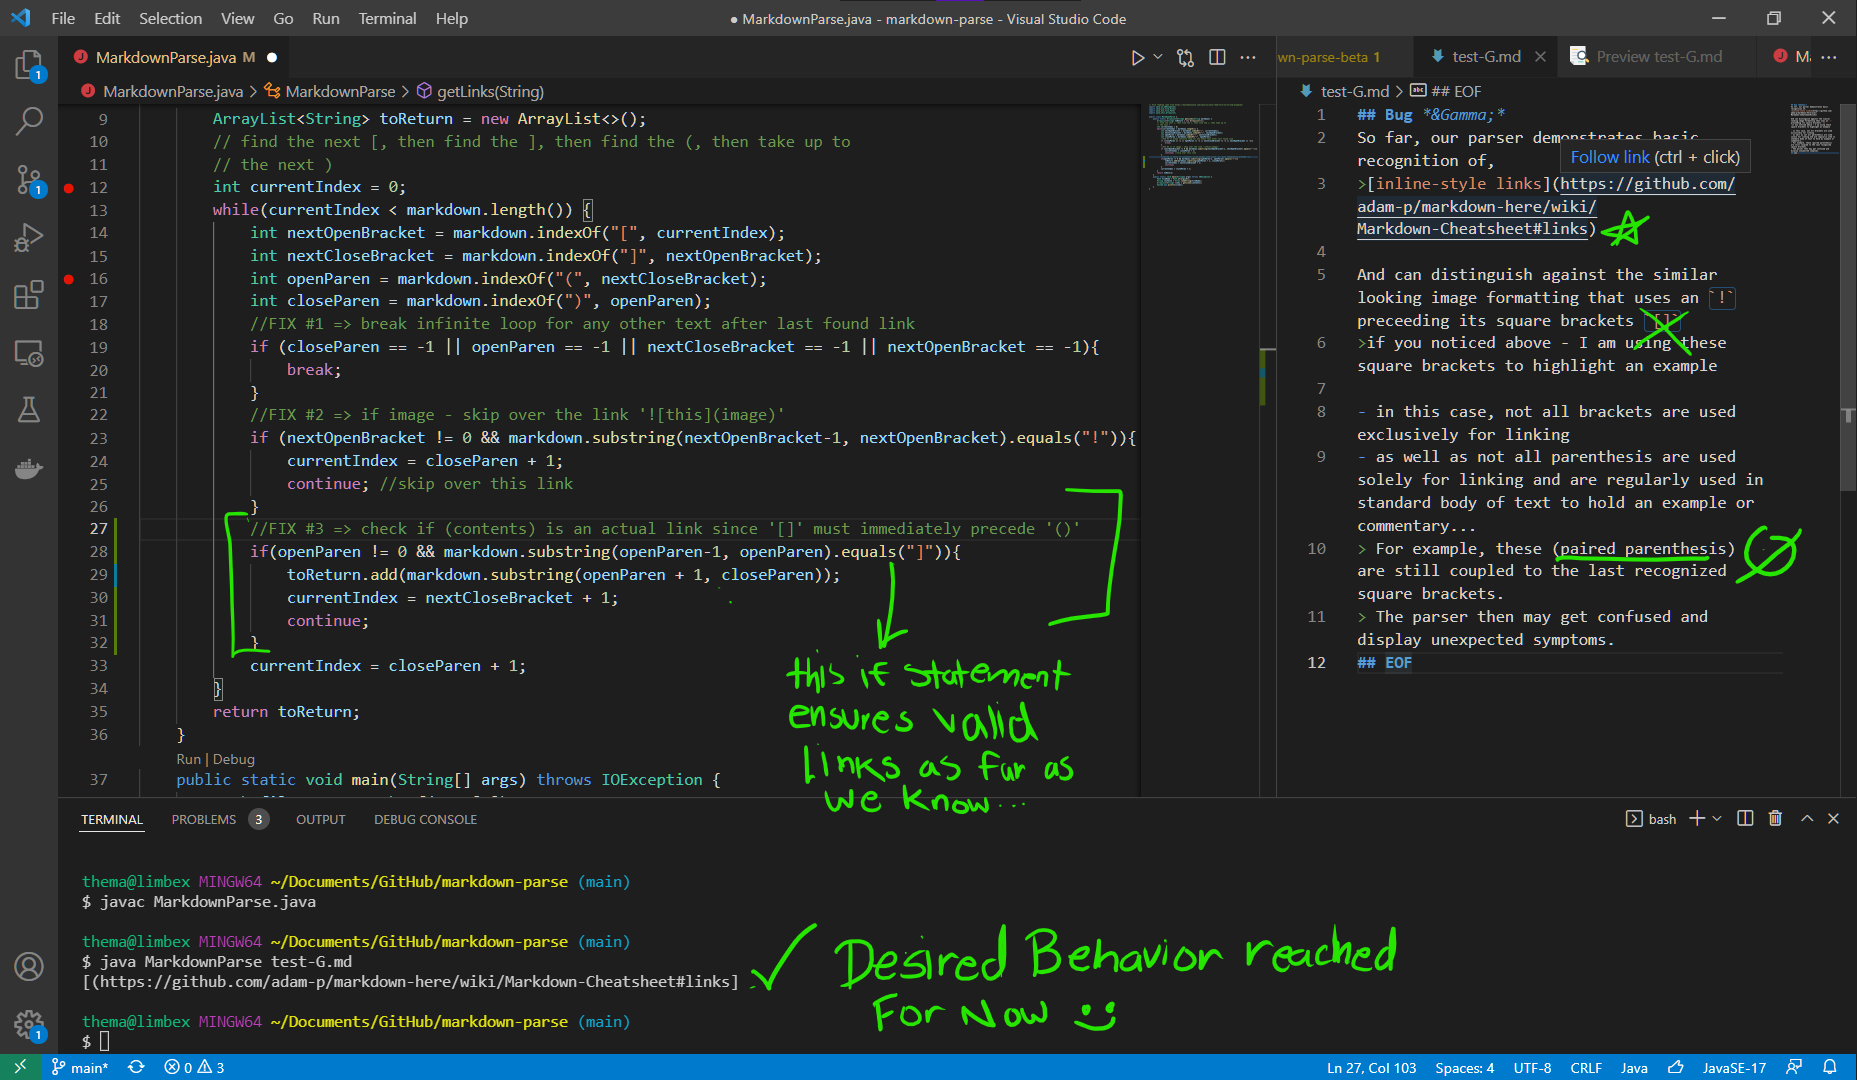 File Edit Selection View Go Run Terminal Help
● MarkdownParse.java - markdown-parse - Visual Studio Code
MarkdownParse.java M ●
MarkdownParse.java > MarkdownParse > getLinks(String)
9 ArrayList<String> toReturn = new ArrayList<>();
10 // find the next [, then find the ], then find the (, then take up to
11 // the next )
12 int currentIndex = 0;
13 while(currentIndex < markdown.length()) {
14 int nextOpenBracket = markdown.indexOf("[", currentIndex);
15 int nextCloseBracket = markdown.indexOf("]", nextOpenBracket);
16 int openParen = markdown.indexOf("(", nextCloseBracket);
17 int closeParen = markdown.indexOf(")", openParen);
18 //FIX #1 => break infinite loop for any other text after last found link
19 if (closeParen == -1 || openParen == -1 || nextCloseBracket == -1 || nextOpenBracket == -1){
20 break;
21 }
22 //FIX #2 => if image - skip over the link '![this](image)'
23 if (nextOpenBracket != 0 && markdown.substring(nextOpenBracket-1, nextOpenBracket).equals("!")){
24 currentIndex = closeParen + 1;
25 continue; //skip over this link
26 }
27 //FIX #3 => check if (contents) is an actual link since '[]' must immediately precede '()'
28 if(openParen != 0 && markdown.substring(openParen-1, openParen).equals("]")){
29 toReturn.add(markdown.substring(openParen + 1, closeParen));
30 currentIndex = nextCloseBracket + 1;
31 continue;
32 }
33 currentIndex = closeParen + 1;
34 }
35 return toReturn;
36 }
Run | Debug
37 public static void main(String[] args) throws IOException {
this if statement
ensures valid
links as far as
we know...
wn-parse-beta 1
test-G.md
Preview test-G.md
test-G.md > ## EOF
1 ## Bug *&Gamma;*
2 So far, our parser demonstrates basic
recognition of,
Follow link (ctrl + click)
3 >[inline-style links](https://github.com/
adam-p/markdown-here/wiki/
Markdown-Cheatsheet#links)
4
5 And can distinguish against the similar
looking image formatting that uses an `!`
preceeding its square brackets `[]`
6 >if you noticed above - I am using these
square brackets to highlight an example
7
8 - in this case, not all brackets are used
exclusively for linking
9 - as well as not all parenthesis are used
solely for linking and are regularly used in
standard body of text to hold an example or
commentary...
10 > For example, these (paired parenthesis)
are still coupled to the last recognized
square brackets.
11 > The parser then may get confused and
display unexpected symptoms.
12 ## EOF
TERMINAL PROBLEMS 3 OUTPUT DEBUG CONSOLE
bash
thema@limbex MINGW64 ~/Documents/GitHub/markdown-parse (main)
$ javac MarkdownParse.java
thema@limbex MINGW64 ~/Documents/GitHub/markdown-parse (main)
$ java MarkdownParse test-G.md
[(https://github.com/adam-p/markdown-here/wiki/Markdown-Cheatsheet#links]
Desired Behavior reached
For Now
thema@limbex MINGW64 ~/Documents/GitHub/markdown-parse (main)
$
main* 0 3
Ln 27, Col 103 Spaces: 4 UTF-8 CRLF Java JavaSE-17